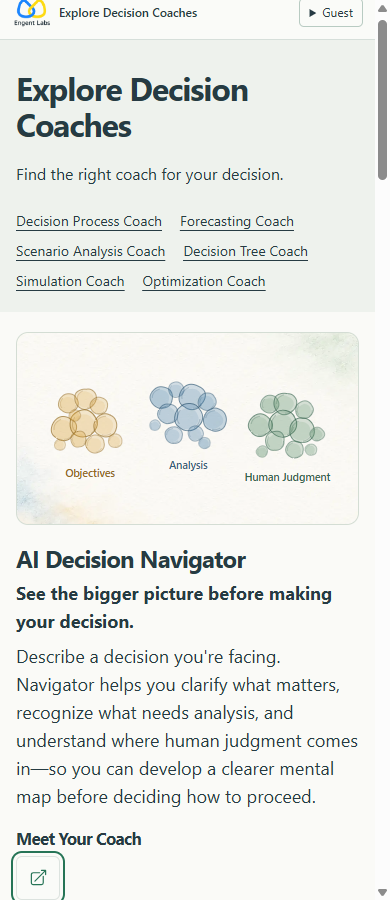 Engent Labs
Explore Decision Coaches
▶ Guest
Explore Decision
Coaches
Find the right coach for your decision.
Decision Process Coach Forecasting Coach
Scenario Analysis Coach Decision Tree Coach
Simulation Coach Optimization Coach
Objectives
Analysis
Human Judgment
AI Decision Navigator
See the bigger picture before making
your decision.
Describe a decision you're facing.
Navigator helps you clarify what matters,
recognize what needs analysis, and
understand where human judgment comes
in—so you can develop a clearer mental
map before deciding how to proceed.
Meet Your Coach